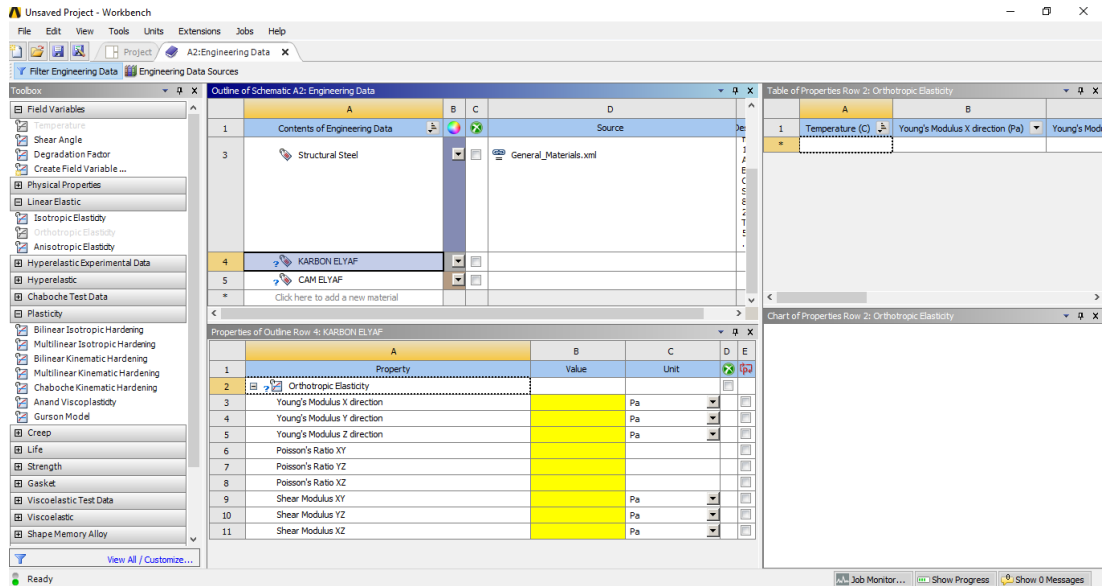 Unsaved Project - Workbench
File Edit View Tools Units Extensions Jobs Help
Project A2:Engineering Data
Filter Engineering Data Engineering Data Sources
Toolbox
Field Variables
Temperature
Shear Angle
Degradation Factor
Create Field Variable ...
Physical Properties
Linear Elastic
Isotropic Elasticity
Orthotropic Elasticity
Anisotropic Elasticity
Hyperelastic Experimental Data
Hyperelastic
Chaboche Test Data
Plasticity
Bilinear Isotropic Hardening
Multilinear Isotropic Hardening
Bilinear Kinematic Hardening
Multilinear Kinematic Hardening
Chaboche Kinematic Hardening
Anand Viscoplasticity
Gurson Model
Creep
Life
Strength
Gasket
Viscoelastic Test Data
Viscoelastic
Shape Memory Alloy
View All / Customize...
Outline of Schematic A2: Engineering Data
A B C D
1 Contents of Engineering Data Source
3 Structural Steel General_Materials.xml
4 ? KARBON ELYAF
5 ? CAM ELYAF
* Click here to add a new material
Properties of Outline Row 4: KARBON ELYAF
A B C D E
1 Property Value Unit
2 ? Orthotropic Elasticity
3 Young's Modulus X direction Pa
4 Young's Modulus Y direction Pa
5 Young's Modulus Z direction Pa
6 Poisson's Ratio XY
7 Poisson's Ratio YZ
8 Poisson's Ratio XZ
9 Shear Modulus XY Pa
10 Shear Modulus YZ Pa
11 Shear Modulus XZ Pa
Table of Properties Row 2: Orthotropic Elasticity
A B
1 Temperature (C) Young's Modulus X direction (Pa) Young's Mod
*
Chart of Properties Row 2: Orthotropic Elasticity
Ready
Job Monitor... Show Progress Show 0 Messages